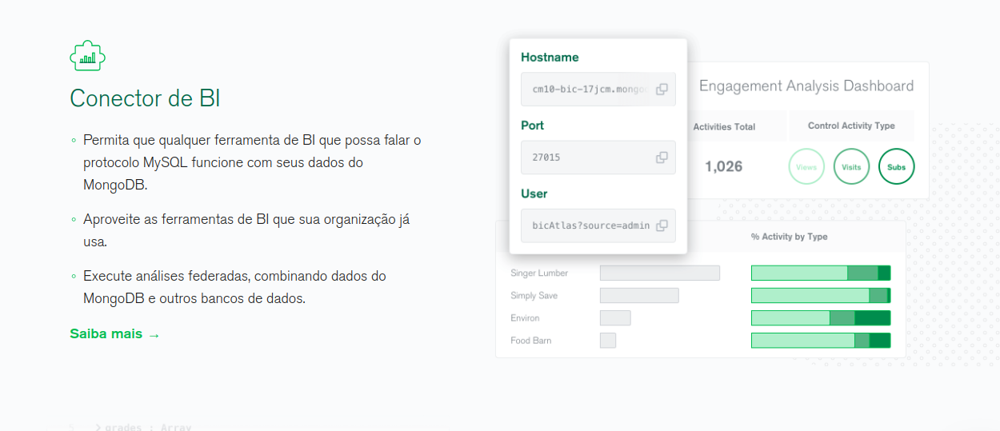 Conector de BI
◦ Permita que qualquer ferramenta de BI que possa falar o
protocolo MySQL funcione com seus dados do
MongoDB.
◦ Aproveite as ferramentas de BI que sua organização já
usa.
◦ Execute análises federadas, combinando dados do
MongoDB e outros bancos de dados.
Saiba mais →
Hostname
cm10-bic-17jcm.mongo
Port
27015
User
bicAtlas?source=admin
Engagement Analysis Dashboard
Activities Total
Control Activity Type
1,026
Views
Visits
Subs
% Activity by Type
Singer Lumber
Simply Save
Environ
Food Barn
grades : Array